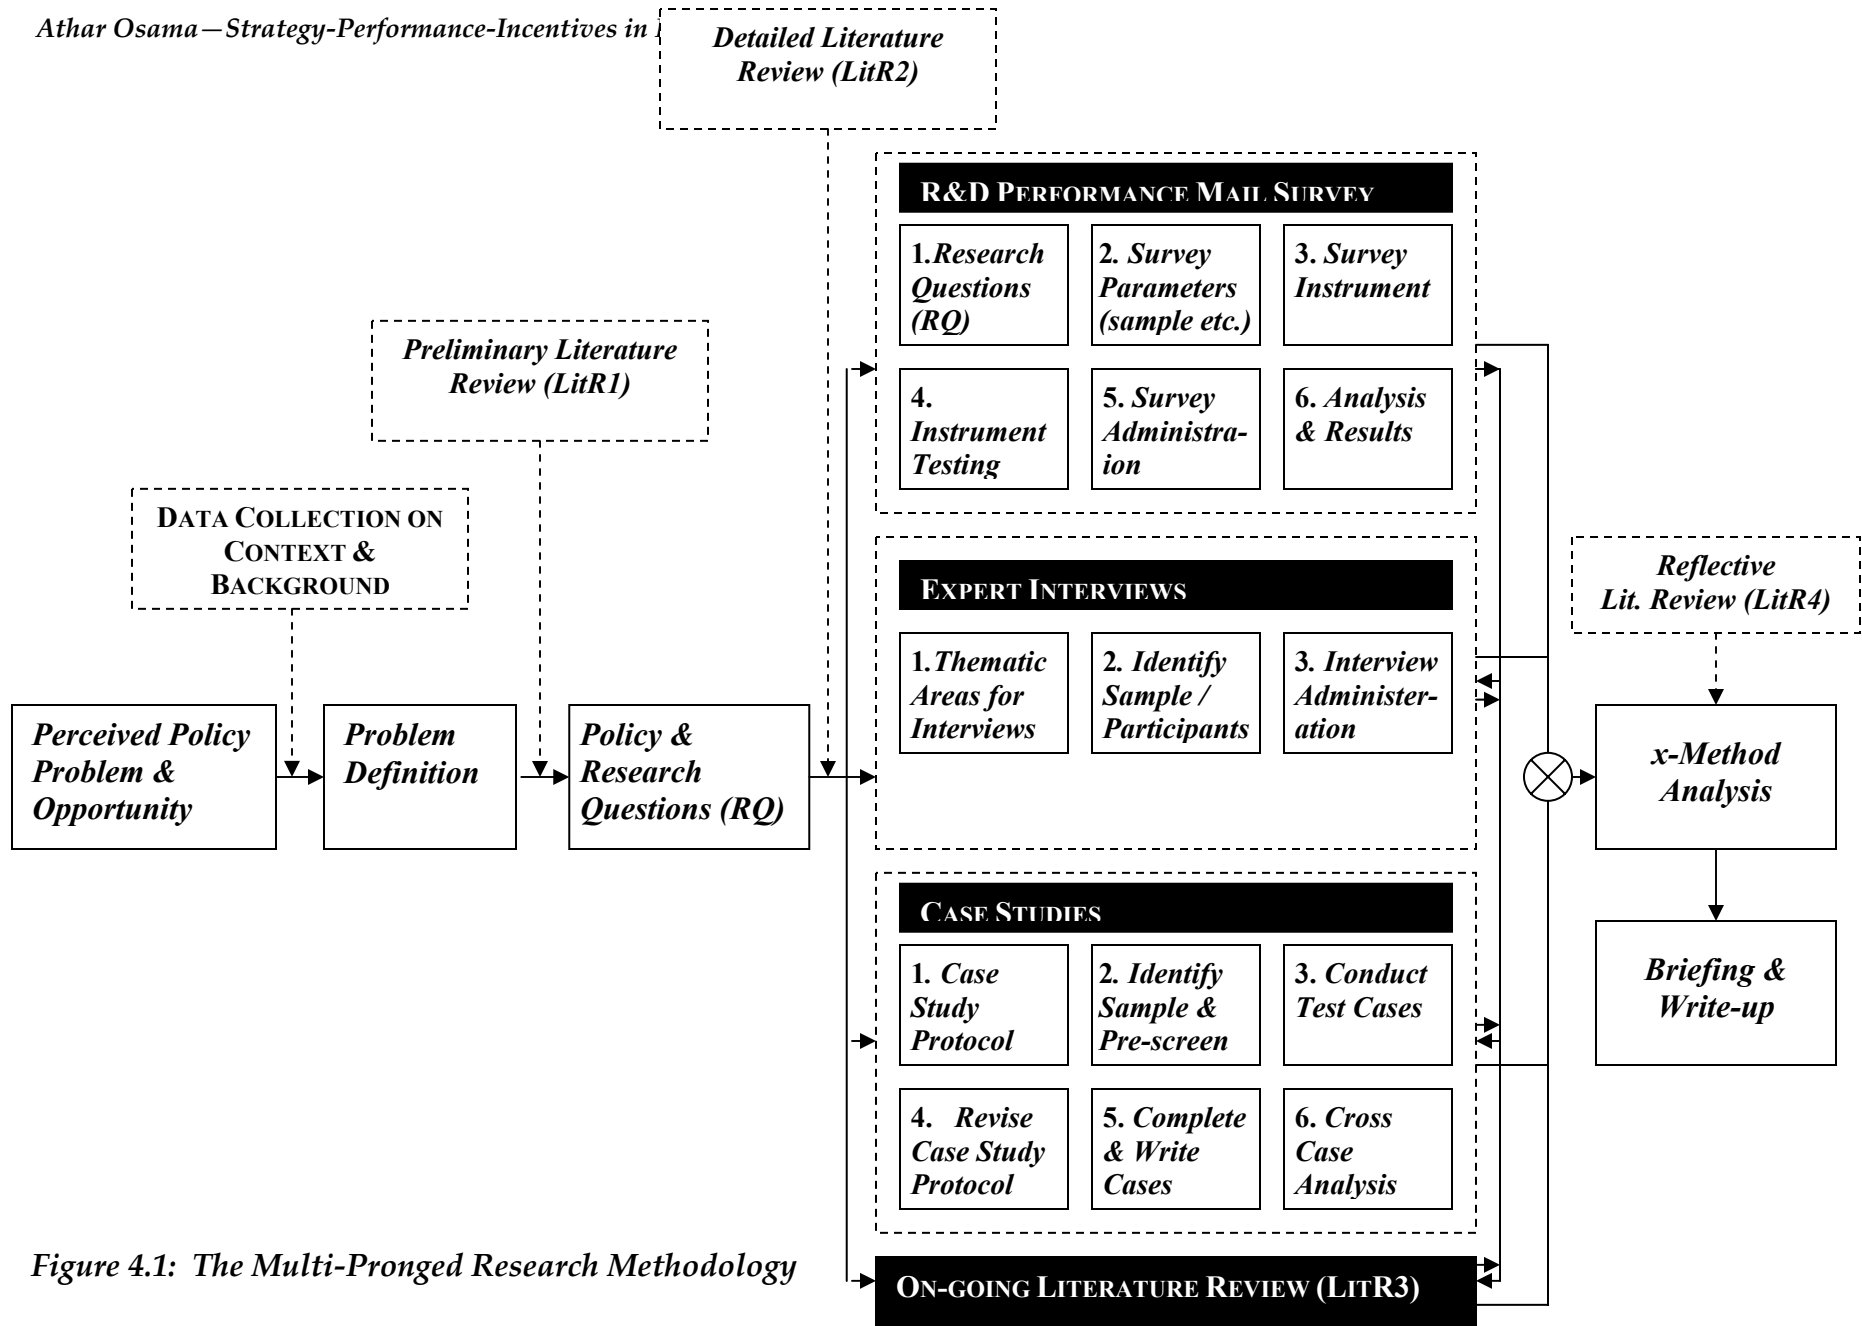 Athar Osama—Strategy-Performance-Incentives in
Detailed Literature
Review (LitR2)
R&D PERFORMANCE MAIL SURVEY
1.Research
Questions
(RQ)
2. Survey
Parameters
(sample etc.)
3. Survey
Instrument
4.
Instrument
Testing
5. Survey
Administra-
ion
6. Analysis
& Results
Preliminary Literature
Review (LitR1)
DATA COLLECTION ON
CONTEXT &
BACKGROUND
EXPERT INTERVIEWS
1.Thematic
Areas for
Interviews
2. Identify
Sample /
Participants
3. Interview
Administer-
ation
Reflective
Lit. Review (LitR4)
Perceived Policy
Problem &
Opportunity
Problem
Definition
Policy &
Research
Questions (RQ)
x-Method
Analysis
CASE STUDIES
1. Case
Study
Protocol
2. Identify
Sample &
Pre-screen
3. Conduct
Test Cases
4. Revise
Case Study
Protocol
5. Complete
& Write
Cases
6. Cross
Case
Analysis
Briefing &
Write-up
Figure 4.1: The Multi-Pronged Research Methodology
ON-GOING LITERATURE REVIEW (LITR3)